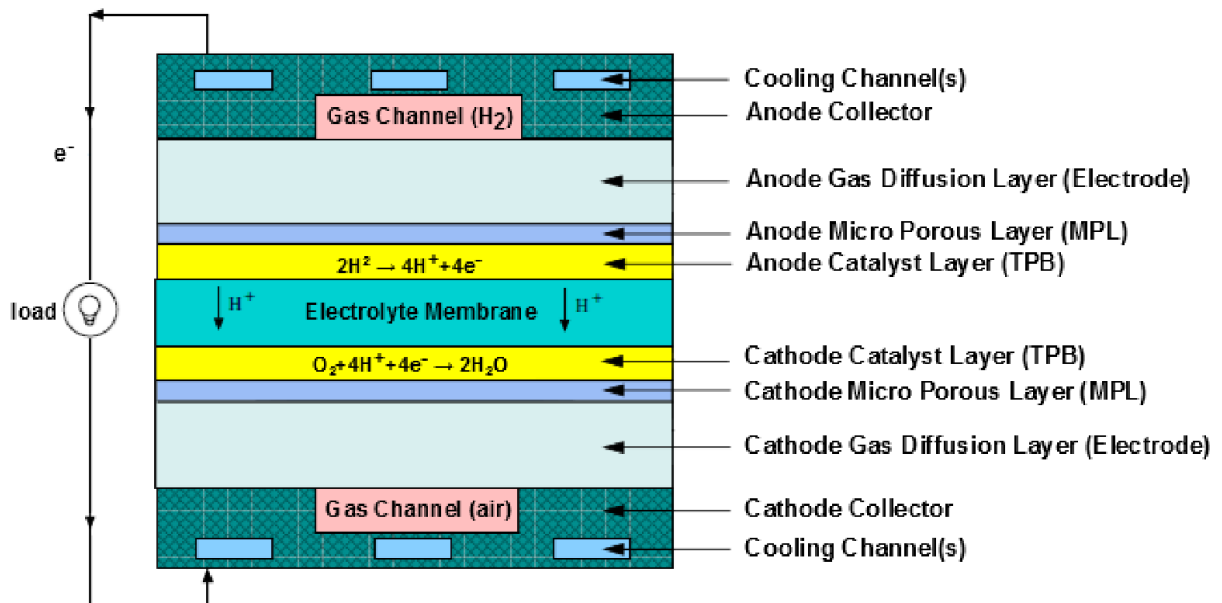 Cooling Channel(s)
Gas Channel (H₂)
Anode Collector
e⁻
Anode Gas Diffusion Layer (Electrode)
Anode Micro Porous Layer (MPL)
2H² → 4H⁺+4e⁻
Anode Catalyst Layer (TPB)
H⁺
H⁺
load
Electrolyte Membrane
O₂+4H⁺+4e⁻ → 2H₂O
Cathode Catalyst Layer (TPB)
Cathode Micro Porous Layer (MPL)
Cathode Gas Diffusion Layer (Electrode)
Gas Channel (air)
Cathode Collector
Cooling Channel(s)